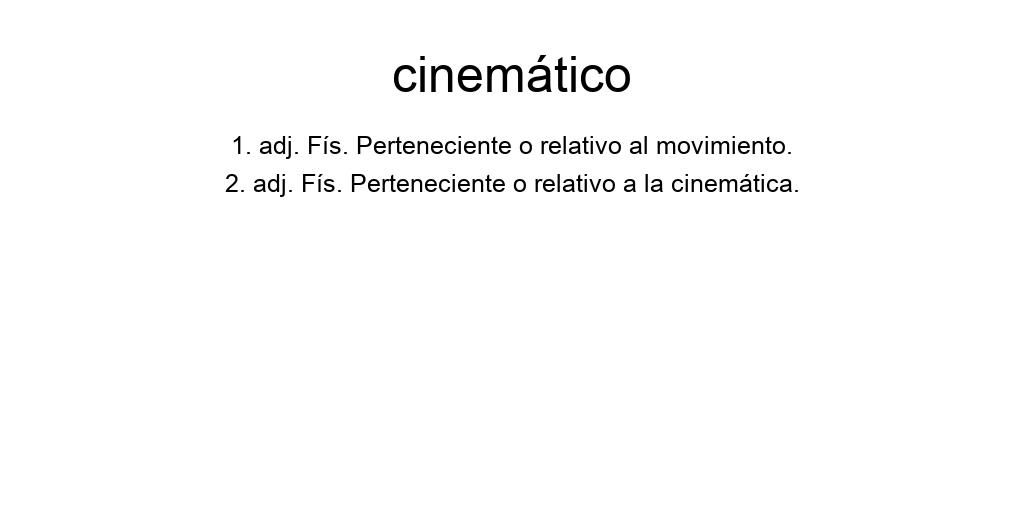 cinemático
1. adj. Fís. Perteneciente o relativo al movimiento.
2. adj. Fís. Perteneciente o relativo a la cinemática.